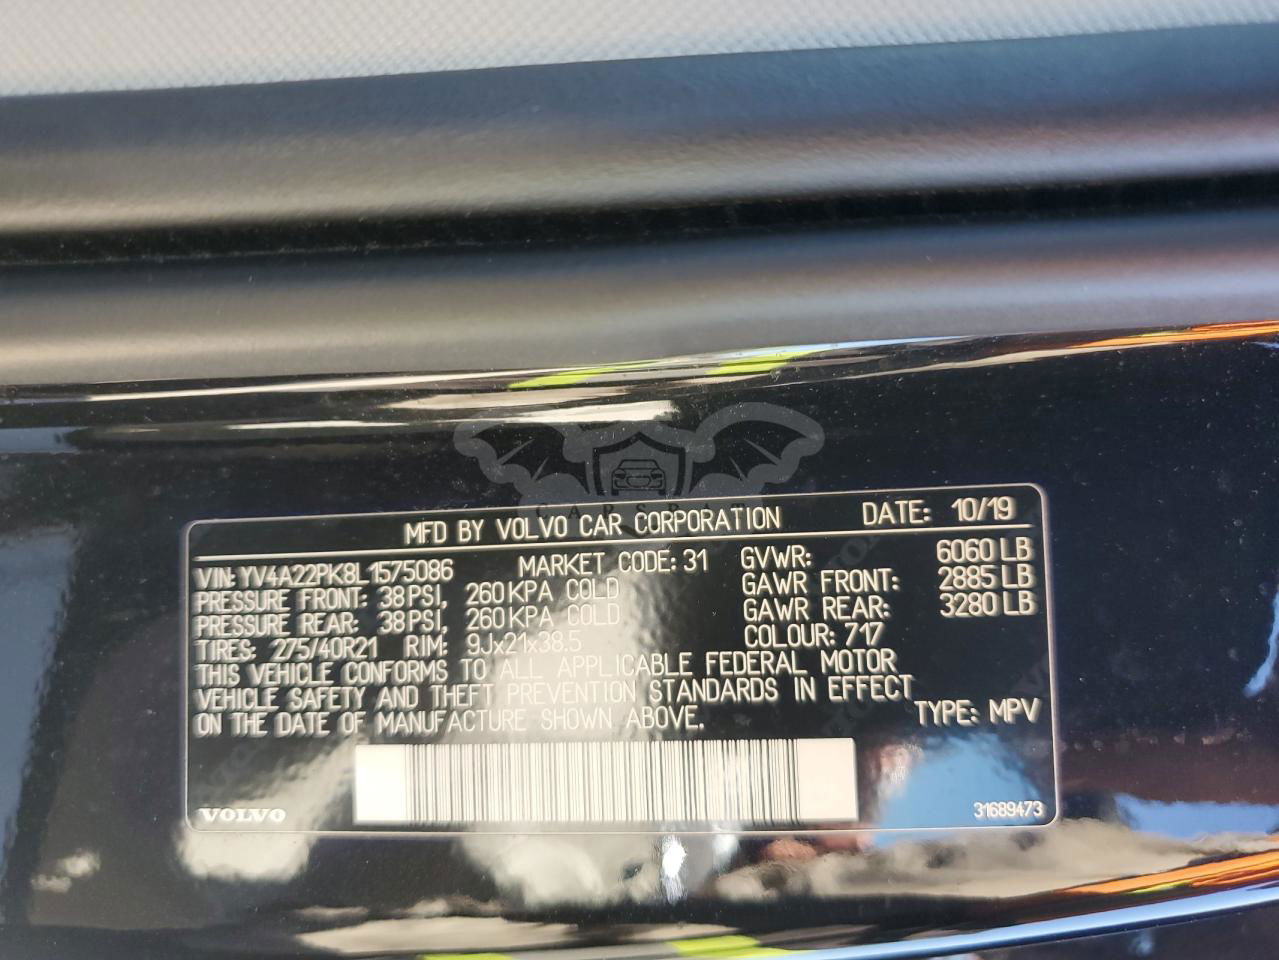 CARSPA
MFD BY VOLVO CAR CORPORATION DATE: 10/19
VIN: YV4A22PK8L1575086 MARKET CODE: 31 GVWR: 6060 LB
PRESSURE FRONT: 38 PSI, 260 KPA COLD GAWR FRONT: 2885 LB
PRESSURE REAR: 38 PSI, 260 KPA COLD GAWR REAR: 3280 LB
TIRES: 275/40R21 RIM: 9Jx21x38.5 COLOUR: 717
THIS VEHICLE CONFORMS TO ALL APPLICABLE FEDERAL MOTOR
VEHICLE SAFETY AND THEFT PREVENTION STANDARDS IN EFFECT
ON THE DATE OF MANUFACTURE SHOWN ABOVE. TYPE: MPV
VOLVO 31689473